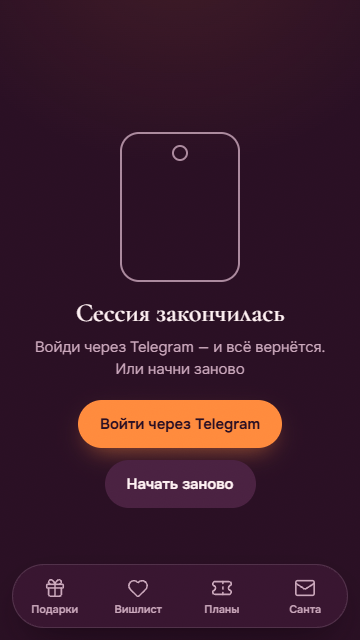 Сессия закончилась
Войди через Telegram — и всё вернётся.
Или начни заново
Войти через Telegram
Начать заново
Подарки
Вишлист
Планы
Санта